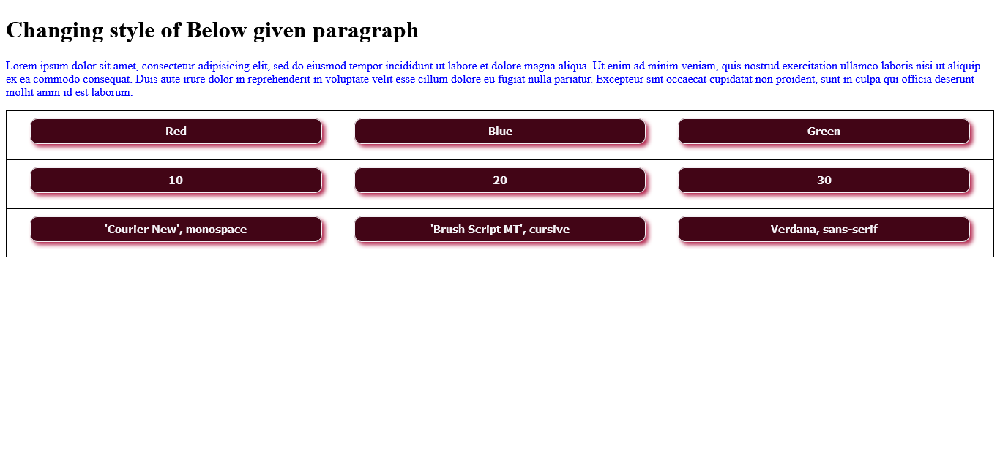 Changing style of Below given paragraph
Lorem ipsum dolor sit amet, consectetur adipisicing elit, sed do eiusmod tempor incididunt ut labore et dolore magna aliqua. Ut enim ad minim veniam, quis nostrud exercitation ullamco laboris nisi ut aliquip
ex ea commodo consequat. Duis aute irure dolor in reprehenderit in voluptate velit esse cillum dolore eu fugiat nulla pariatur. Excepteur sint occaecat cupidatat non proident, sunt in culpa qui officia deserunt
mollit anim id est laborum.
Red Blue Green
10 20 30
'Courier New', monospace 'Brush Script MT', cursive Verdana, sans-serif